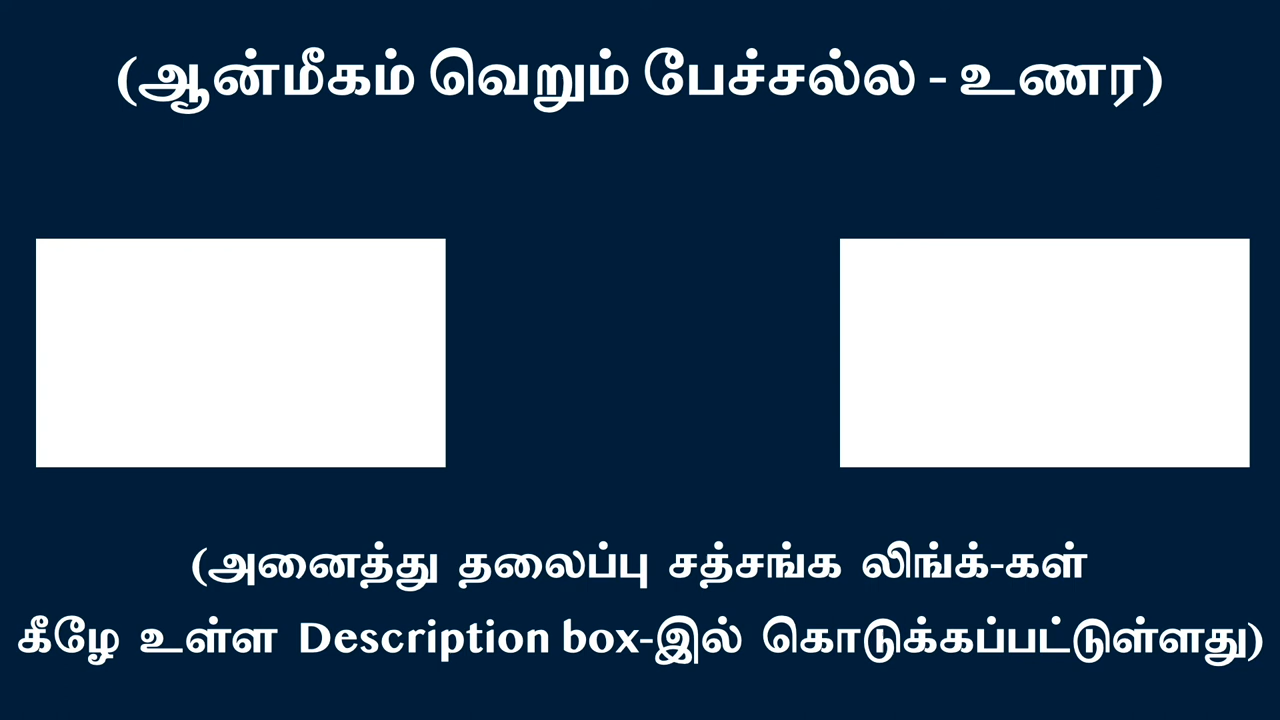 (ஆன்மீகம் வெறும் பேச்சல்ல - உணர)
(அனைத்து தலைப்பு சத்சங்க லிங்க்-கள்
கீழே உள்ள Description box-இல் கொடுக்கப்பட்டுள்ளது)